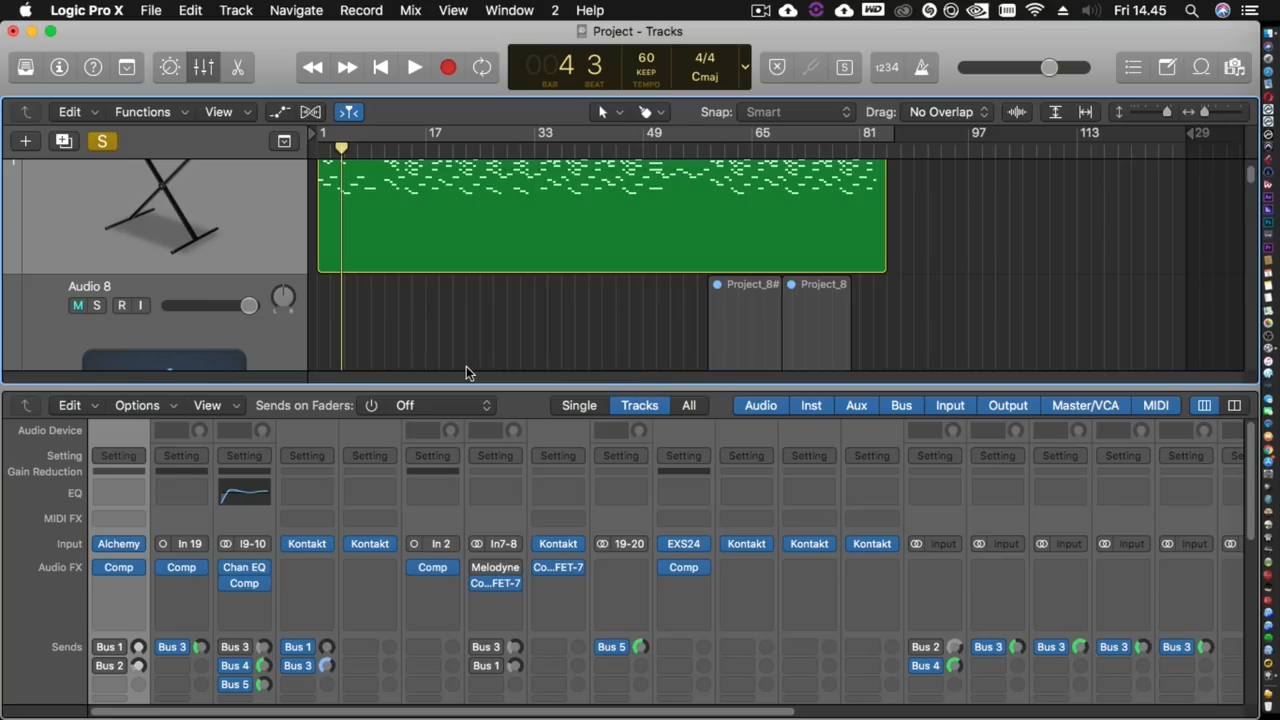 Logic Pro X File Edit Track Navigate Record Mix View Window 2 Help Fri 14.45
Project - Tracks
004 3 60 4/4
KEEP Cmaj
BAR BEAT TEMPO
1234
Edit Functions View Snap: Smart Drag: No Overlap
S
1 17 33 49 65 81 97 113 29
Audio 8
M S R I
L R
Project_8# Project_8
Edit Options View Sends on Faders: Off Single Tracks All Audio Inst Aux Bus Input Output Master/VCA MIDI
Audio Device
Setting Setting Setting Setting Setting Setting Setting Setting Setting Setting Setting Setting Setting Setting Setting Setting Setting Setting Setting Se
Gain Reduction
EQ
MIDI FX
Input Alchemy In 19 I9-10 Kontakt Kontakt In 2 In7-8 Kontakt 19-20 EXS24 Kontakt Kontakt Kontakt Input Input Input Input Input
Audio FX Comp Comp Chan EQ Comp Melodyne Co...FET-7 Comp
Comp Co...FET-7
Sends Bus 1 Bus 3 Bus 3 Bus 1 Bus 3 Bus 5 Bus 2 Bus 3 Bus 3 Bus 3 Bus 3
Bus 2 Bus 4 Bus 3 Bus 1 Bus 4
Bus 5